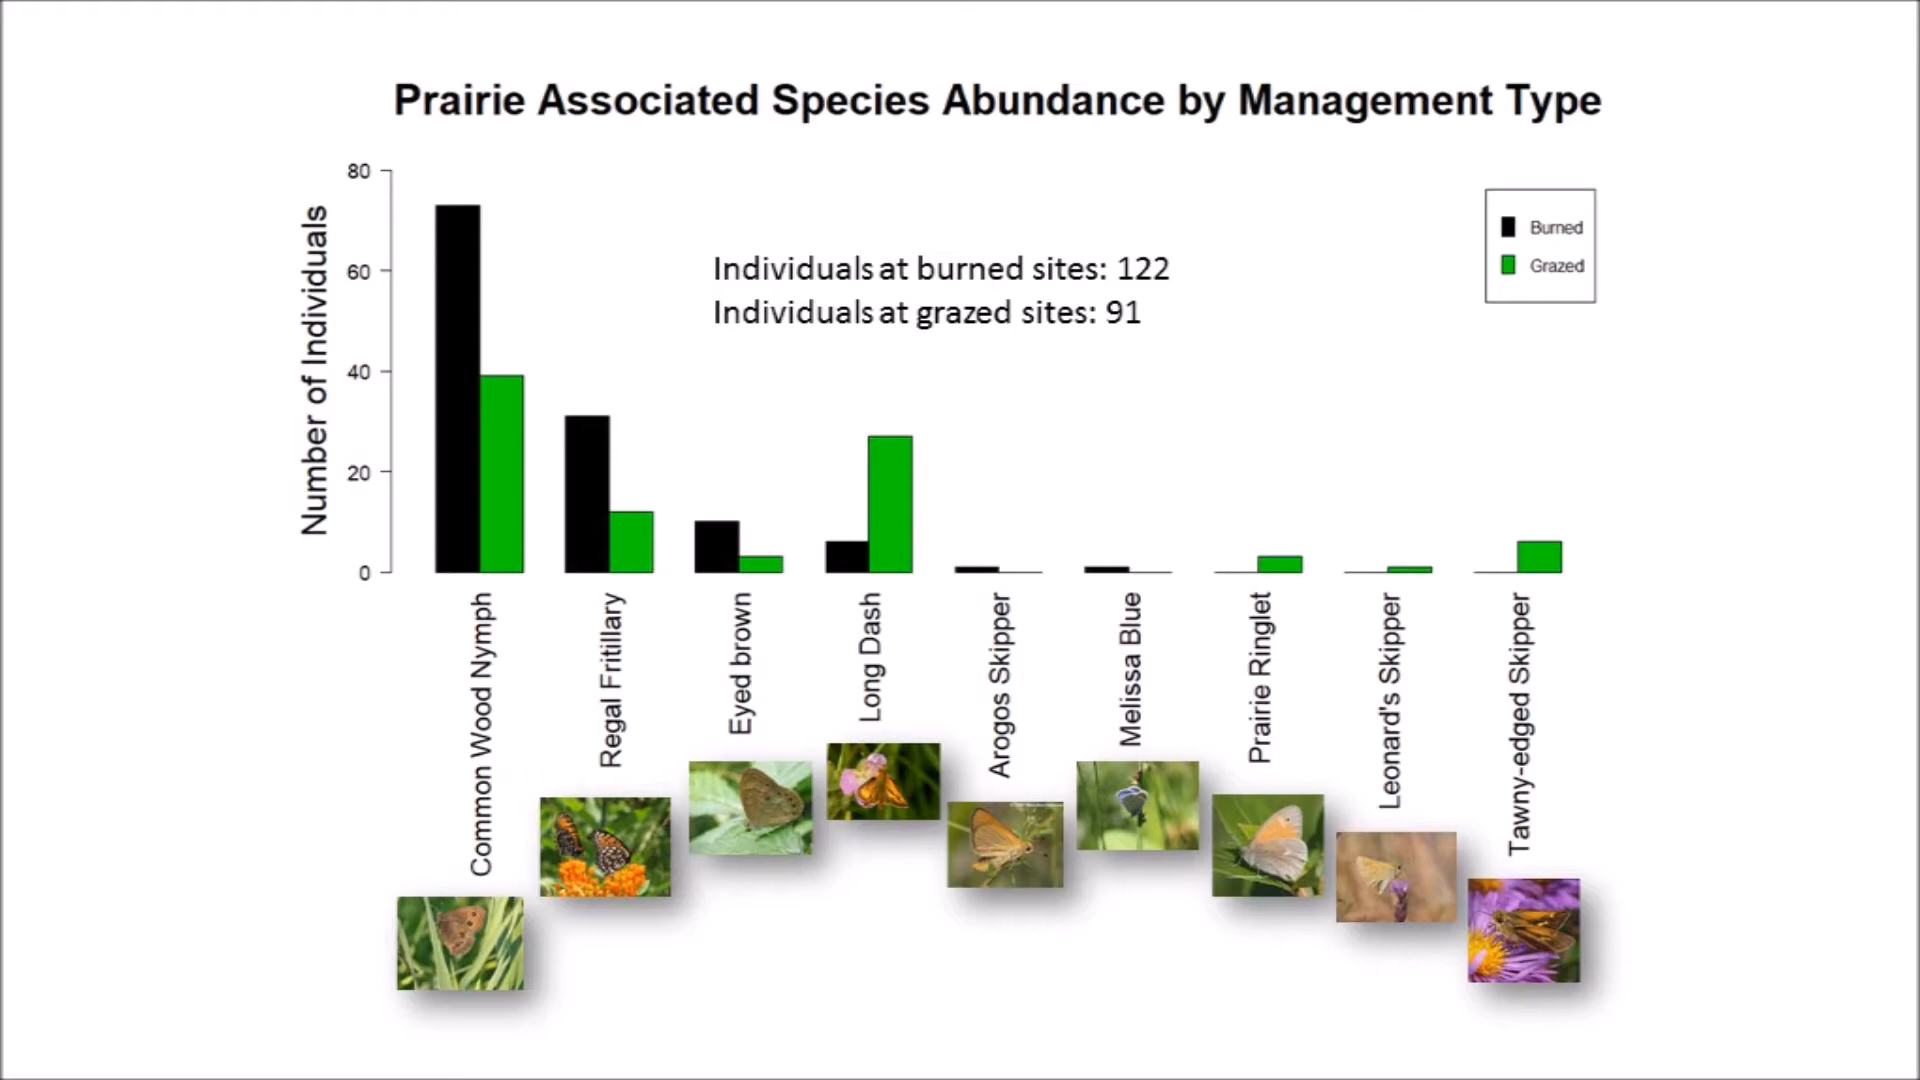 Prairie Associated Species Abundance by Management Type
Number of Individuals
80
60
40
20
0
Individuals at burned sites: 122
Individuals at grazed sites: 91
Burned
Grazed
Common Wood Nymph
Regal Fritillary
Eyed brown
Long Dash
Arogos Skipper
Melissa Blue
Prairie Ringlet
Leonard's Skipper
Tawny-edged Skipper